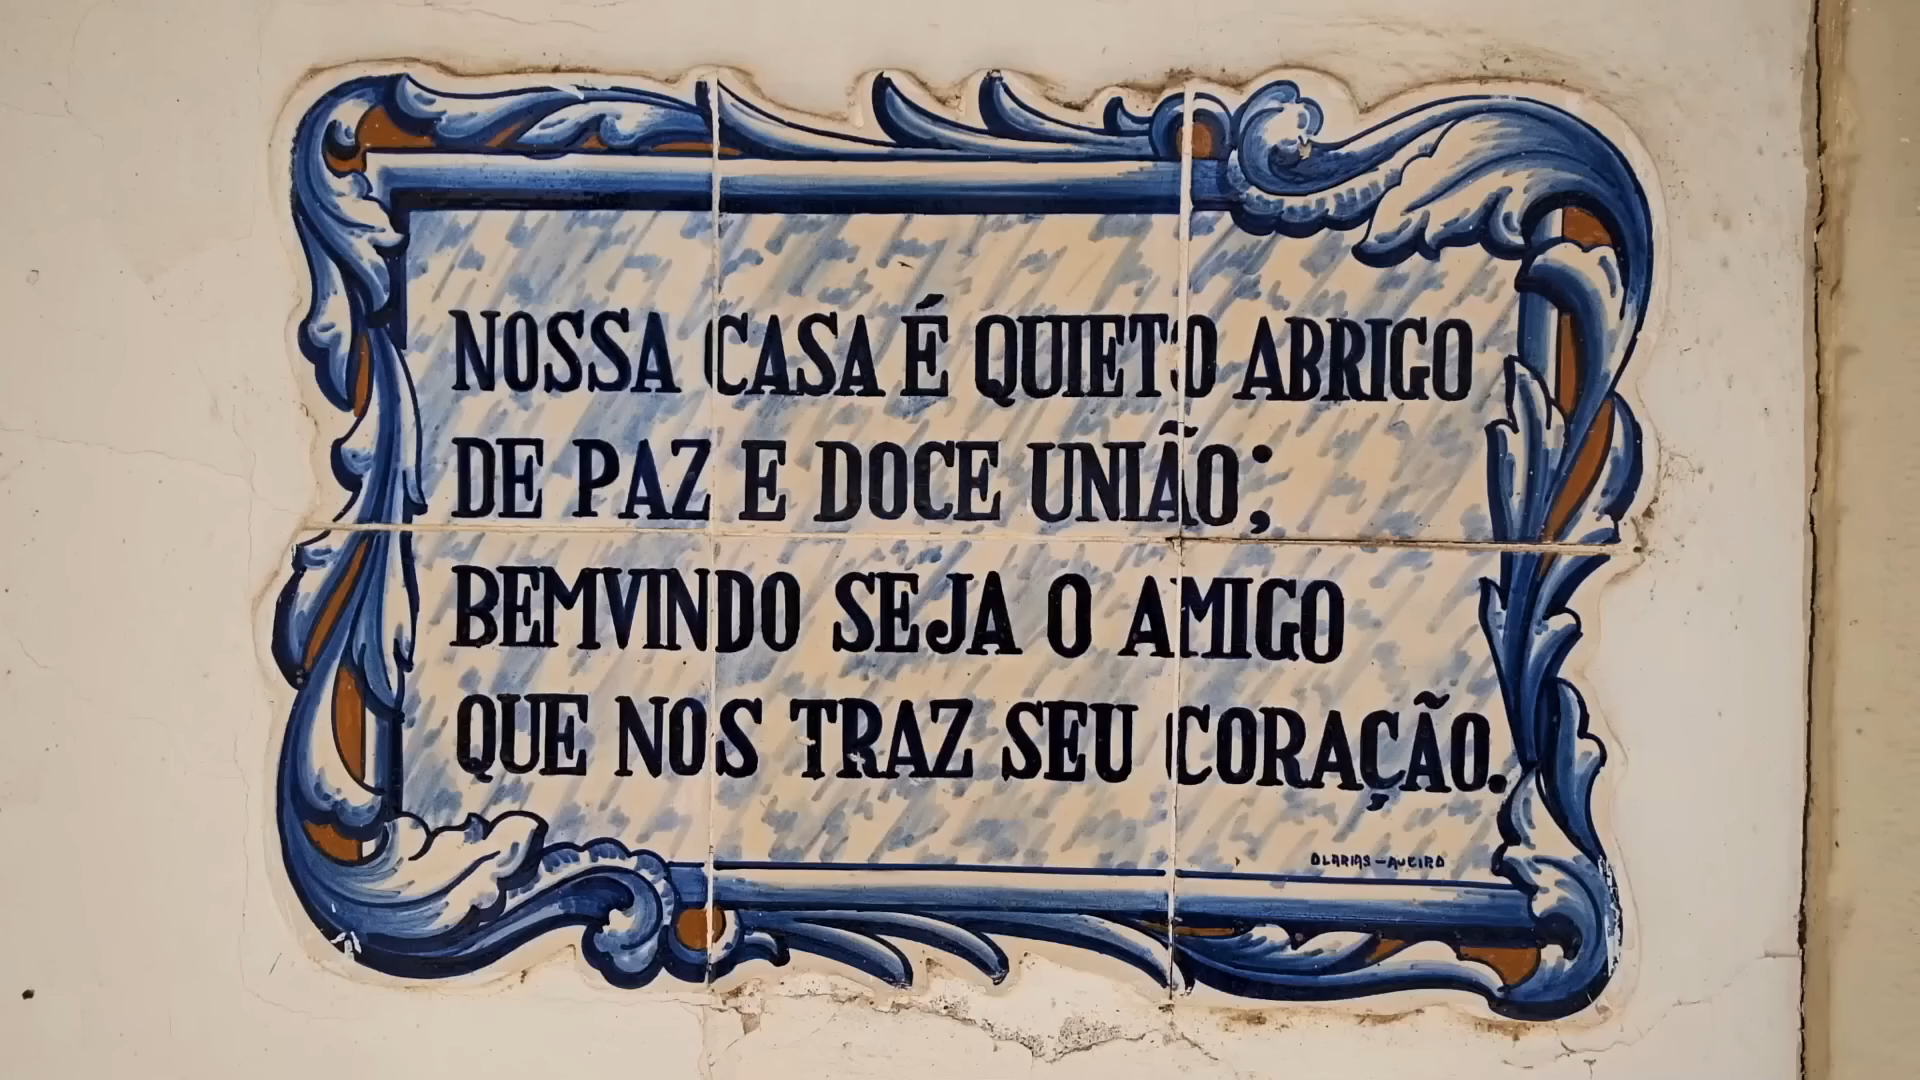 NOSSA CASA É QUIETO ABRIGO
DE PAZ E DOCE UNIÃO;
BEMVINDO SEJA O AMIGO
QUE NOS TRAZ SEU CORAÇÃO.
OLARIAS-AVEIRO